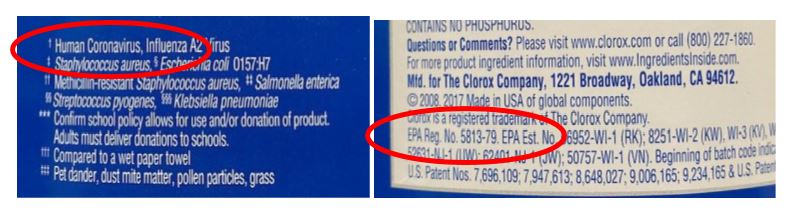 † Human Coronavirus, Influenza A2 Virus
‡ Staphylococcus aureus, § Escherichia coli O157:H7
†† Methicillin-resistant Staphylococcus aureus, ‡‡ Salmonella enterica
§§ Streptococcus pyogenes, §§§ Klebsiella pneumoniae
*** Confirm school policy allows for use and/or donation of product.
Adults must deliver donations to schools.
††† Compared to a wet paper towel
‡‡‡ Pet dander, dust mite matter, pollen particles, grass
CONTAINS NO PHOSPHORUS.
Questions or Comments? Please visit www.clorox.com or call (800) 227-1860.
For more product ingredient information, visit www.IngredientsInside.com.
Mfd. for The Clorox Company, 1221 Broadway, Oakland, CA 94612.
© 2008, 2017 Made in USA of global components.
Clorox is a registered trademark of The Clorox Company.
EPA Reg. No. 5813-79. EPA Est. No. 6952-WI-1 (RK); 8251-WI-2 (KW), WI-3 (KV),
(UW); 62401-NJ-1 (JW); 50757-WI-1 (VN). Beginning of batch code
U.S. Patent Nos. 7,696,109; 7,947,613; 8,648,027; 9,006,165; 9,234,165 & U.S.